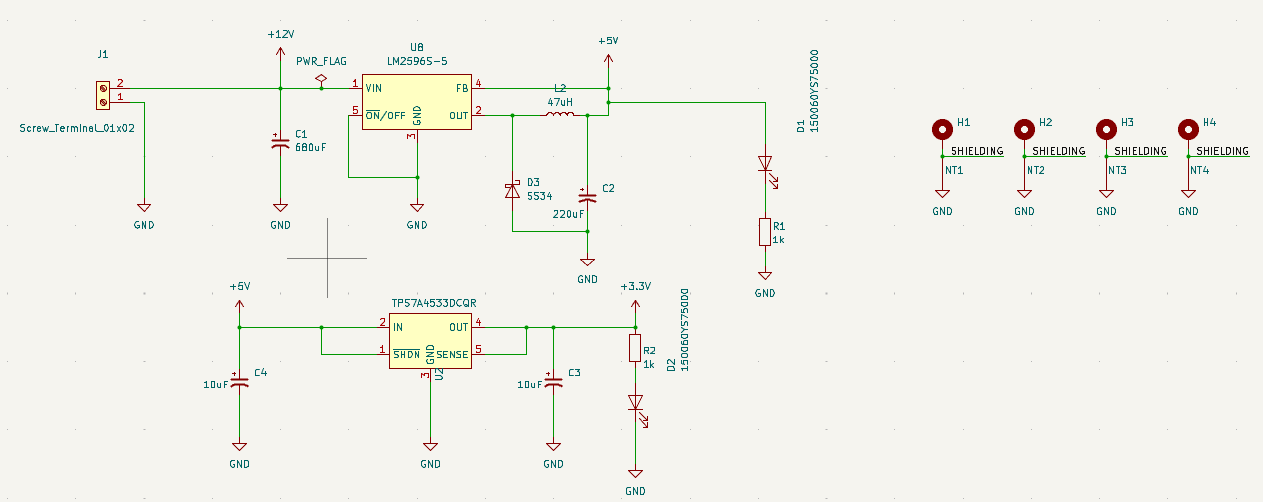 J1
2
1
Screw_Terminal_01x02
GND
+12V
PWR_FLAG
C1
680uF
GND
U8
LM2596S-5
1
VIN
FB
4
5
ON/OFF
GND
OUT
2
3
GND
L2
47uH
+5V
D3
SS34
C2
220uF
GND
D1
150060YS75000
R1
1k
GND
H1
SHIELDING
NT1
GND
H2
SHIELDING
NT2
GND
H3
SHIELDING
NT3
GND
H4
SHIELDING
NT4
GND
+5V
C4
10uF
GND
TPS7A4533DCQR
2
IN
OUT
4
1
SHDN
GND
SENSE
5
3
U2
GND
C3
10uF
GND
+3.3V
R2
1k
D2
150060YS75000
GND